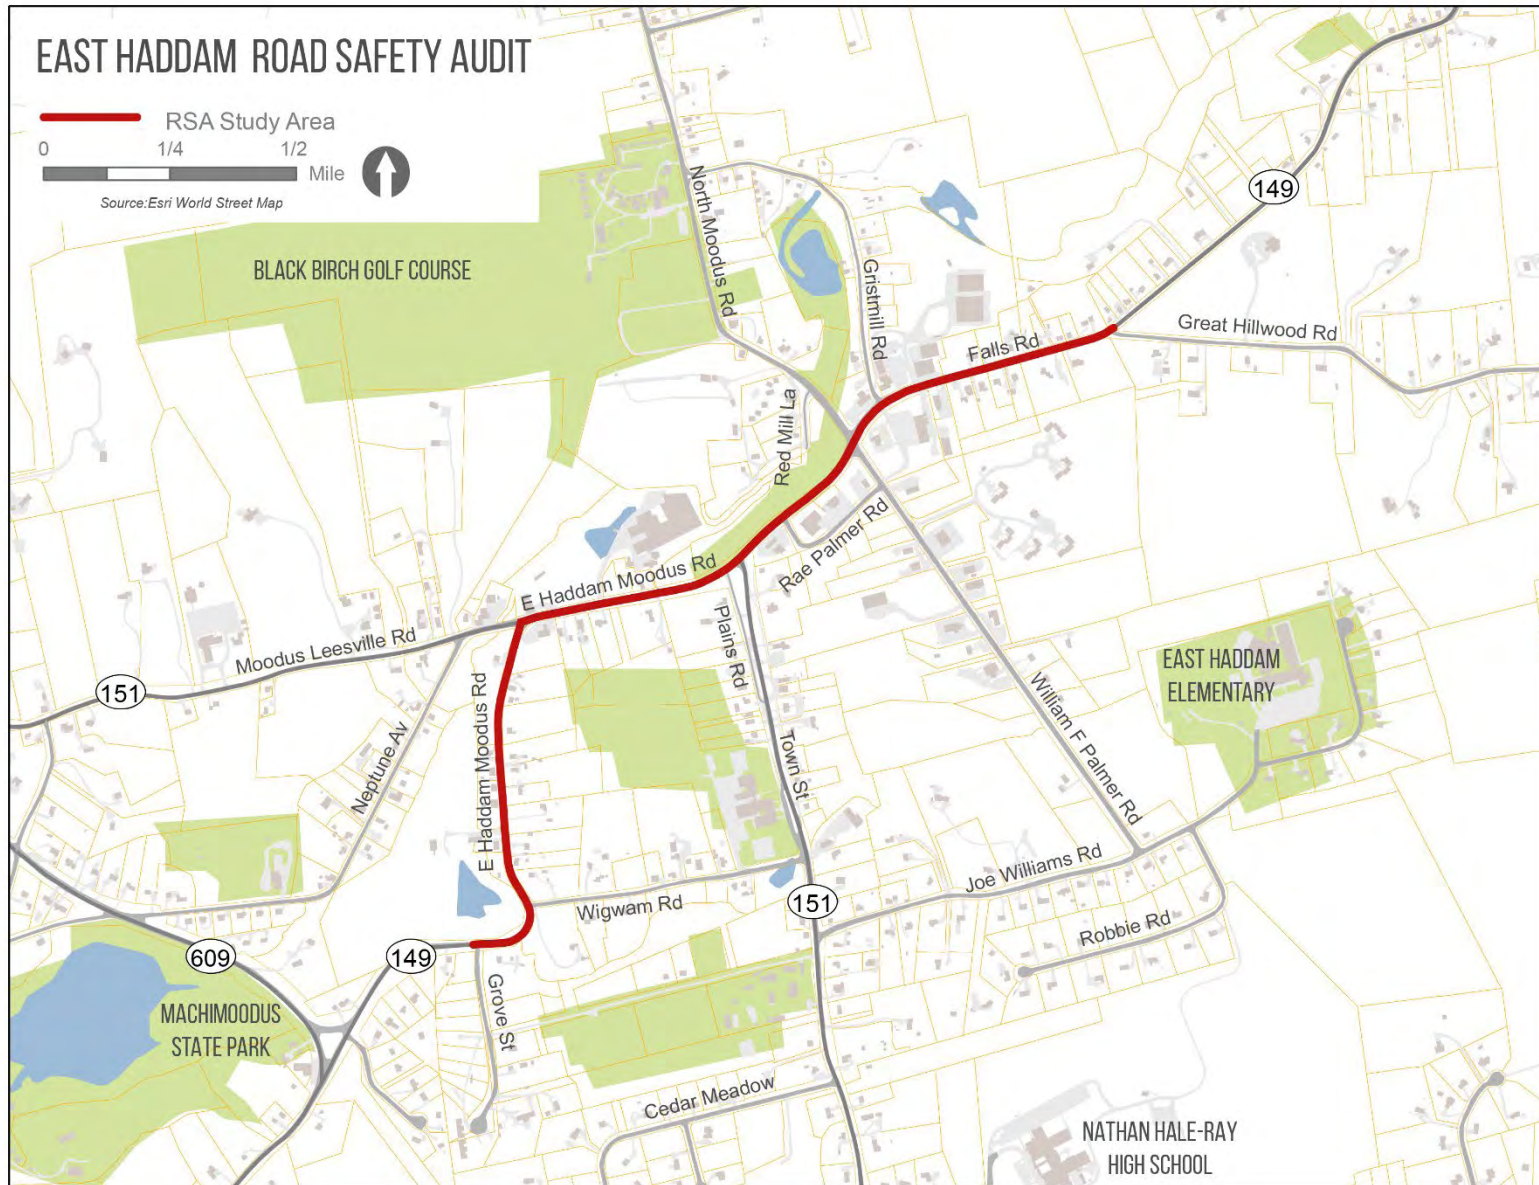 EAST HADDAM ROAD SAFETY AUDIT
RSA Study Area
0 1/4 1/2
Mile
Source:Esri World Street Map
BLACK BIRCH GOLF COURSE
North Moodus Rd
Gristmill Rd
149
Falls Rd
Great Hillwood Rd
Red Mill La
Rae Palmer Rd
E Haddam Moodus Rd
Moodus Leesville Rd
151
Plains Rd
EAST HADDAM
ELEMENTARY
William F Palmer Rd
E Haddam Moodus Rd
Neptune Av
Town St
Joe Williams Rd
Wigwam Rd
151
Robbie Rd
609
149
Grove St
MACHIMOODUS
STATE PARK
Cedar Meadow
NATHAN HALE-RAY
HIGH SCHOOL